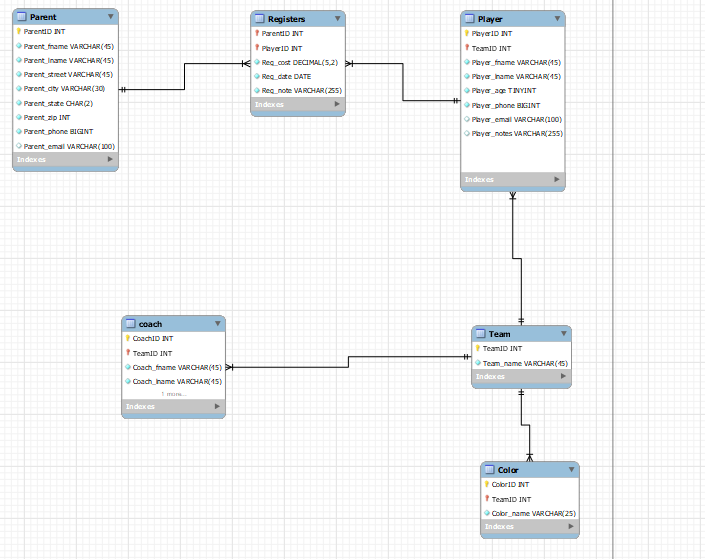 Parent
ParentID INT
Parent_fname VARCHAR(45)
Parent_lname VARCHAR(45)
Parent_street VARCHAR(45)
Parent_city VARCHAR(30)
Parent_state CHAR(2)
Parent_zip INT
Parent_phone BIGINT
Parent_email VARCHAR(100)
Indexes
Registers
ParentID INT
PlayerID INT
Reg_cost DECIMAL(5,2)
Reg_date DATE
Reg_note VARCHAR(255)
Indexes
Player
PlayerID INT
TeamID INT
Player_fname VARCHAR(45)
Player_lname VARCHAR(45)
Player_age TINYINT
Player_phone BIGINT
Player_email VARCHAR(100)
Player_notes VARCHAR(255)
Indexes
coach
CoachID INT
TeamID INT
Coach_fname VARCHAR(45)
Coach_lname VARCHAR(45)
1 more...
Indexes
Team
TeamID INT
Team_name VARCHAR(45)
Indexes
Color
ColorID INT
TeamID INT
Color_name VARCHAR(25)
Indexes